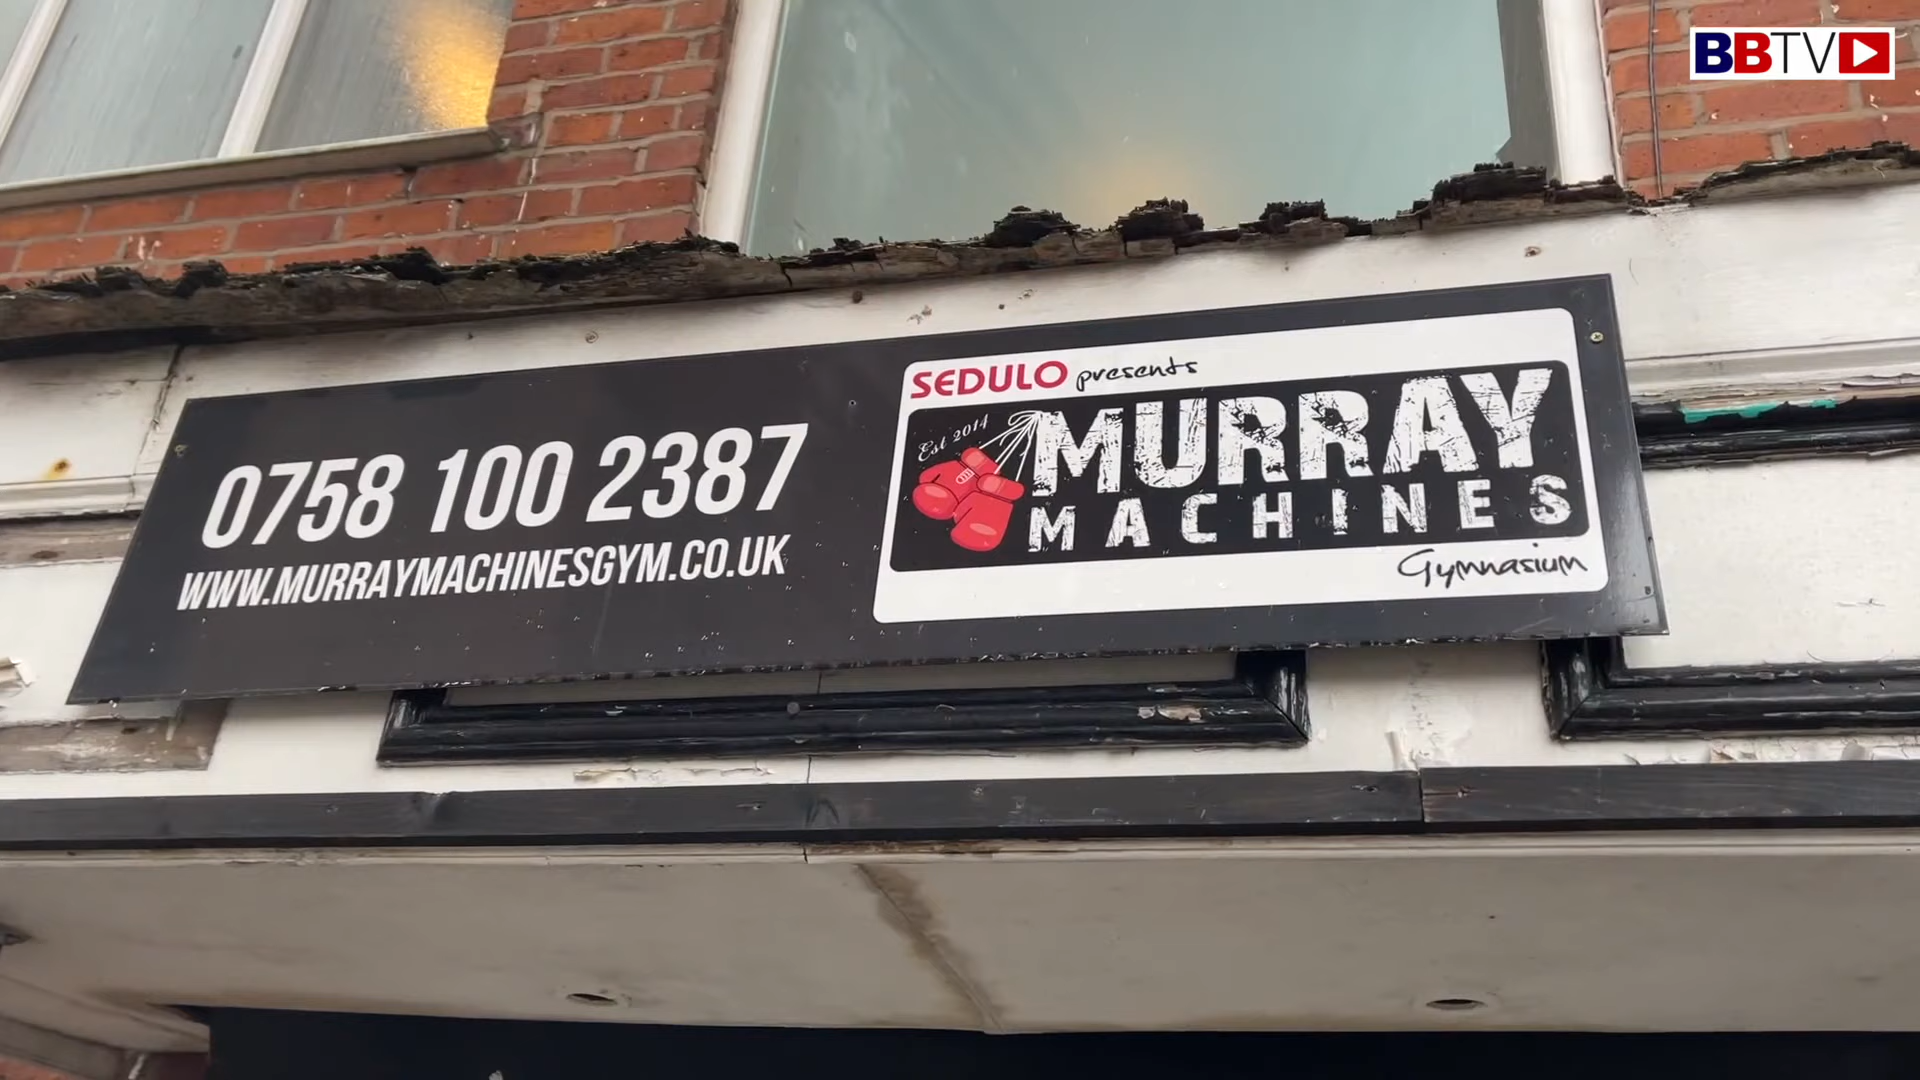 BBTV
0758 100 2387
WWW.MURRAYMACHINESGYM.CO.UK
SEDULO presents
Est 2014
MURRAY
MACHINES
Gymnasium